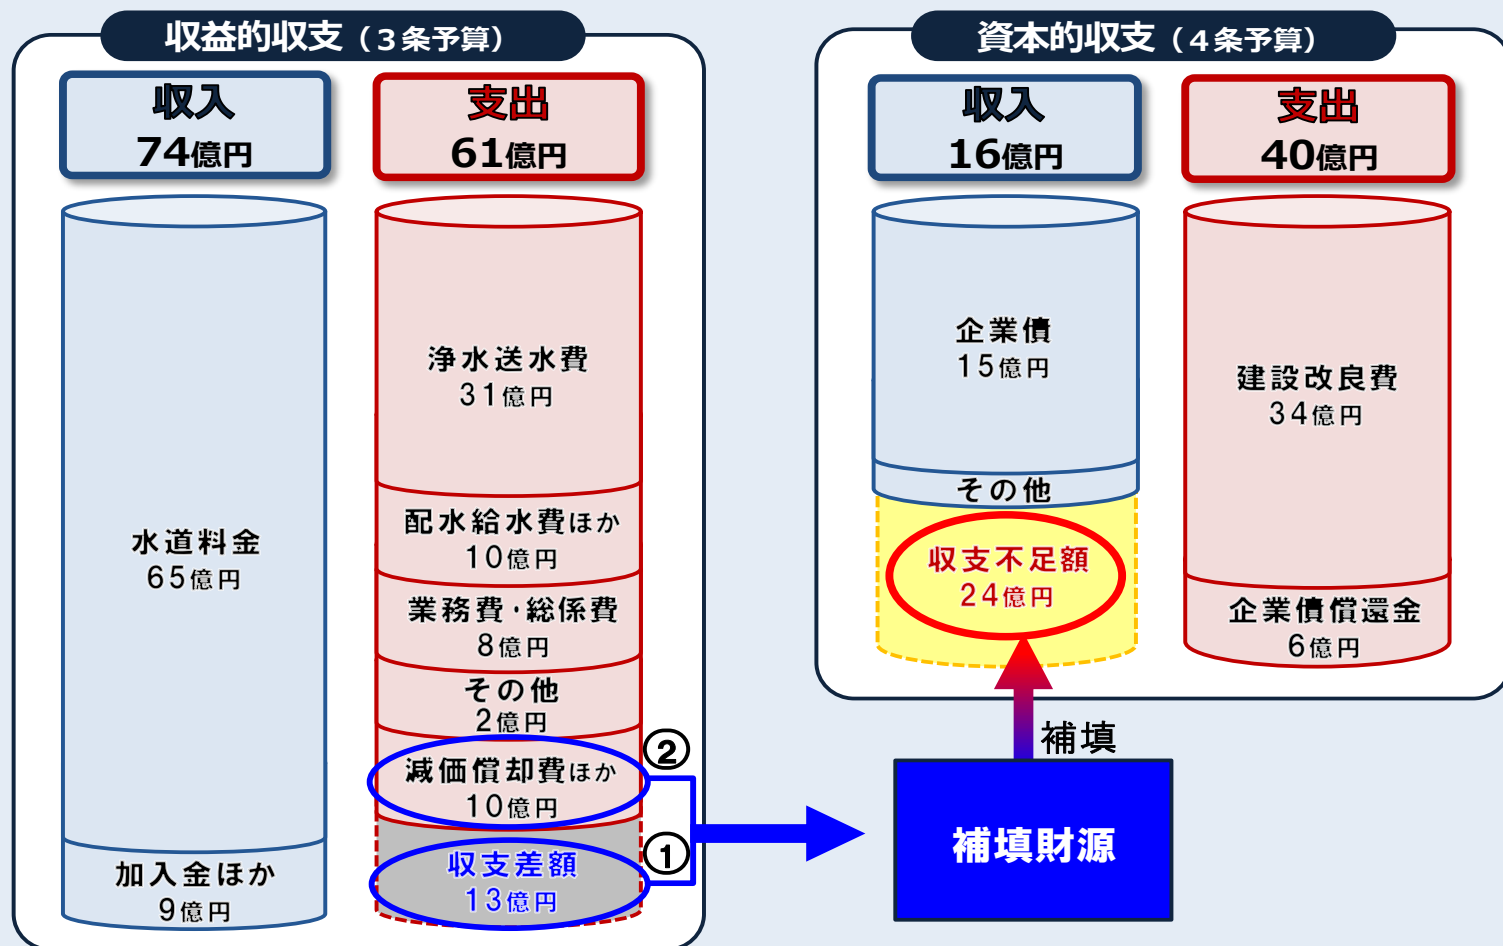 収益的収支（３条予算）
収入
74億円
支出
61億円
水道料金
65億円
加入金ほか
9億円
浄水送水費
31億円
配水給水費ほか
10億円
業務費・総係費
8億円
その他
2億円
減価償却費ほか
10億円
②
収支差額
13億円
①
資本的収支（４条予算）
収入
16億円
支出
40億円
企業債
15億円
その他
収支不足額
24億円
建設改良費
34億円
企業債償還金
6億円
補填
補填財源